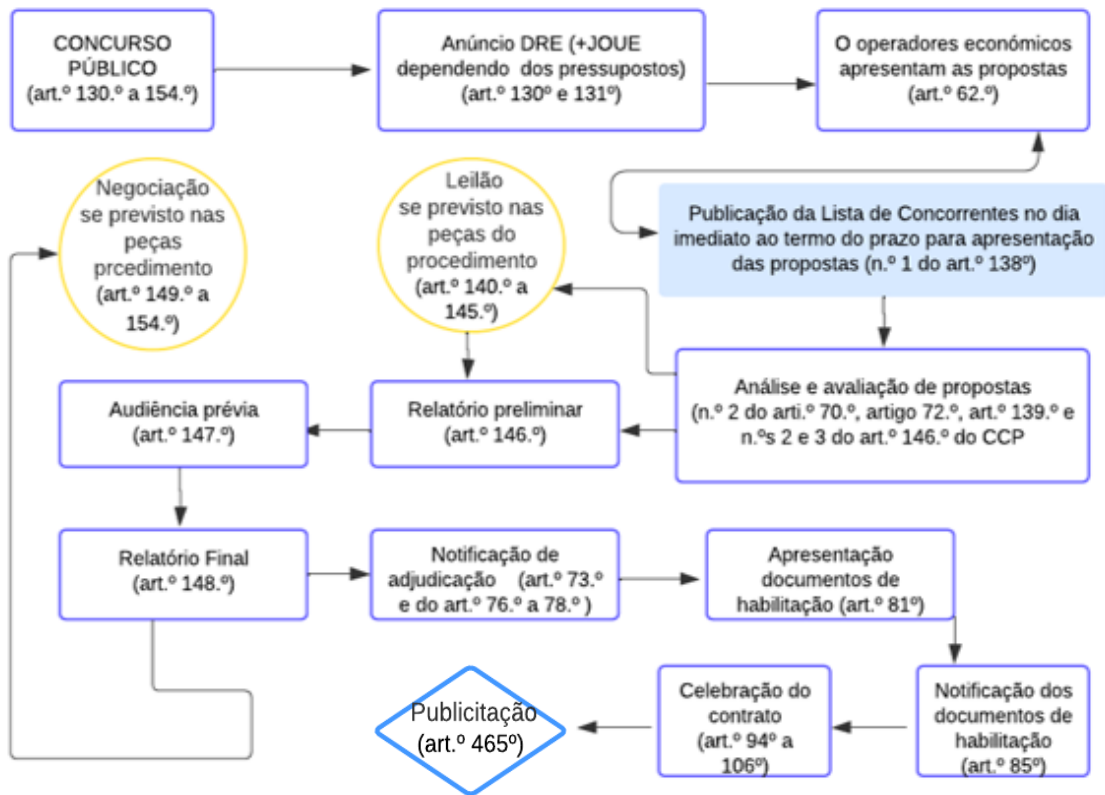 CONCURSO
PÚBLICO
(art.º 130.º a 154.º)
Anúncio DRE (+JOUE
dependendo dos pressupostos)
(art.º 130º e 131º)
O operadores económicos
apresentam as propostas
(art.º 62.º)
Negociação
se previsto nas
peças
prcedimento
(art.º 149.º a
154.º)
Leilão
se previsto nas
peças do
procedimento
(art.º 140.º a
145.º)
Publicação da Lista de Concorrentes no dia
imediato ao termo do prazo para apresentação
das propostas (n.º 1 do art.º 138º)
Análise e avaliação de propostas
(n.º 2 do arti.º 70.º, artigo 72.º, art.º 139.º e
n.ºs 2 e 3 do art.º 146.º do CCP
Relatório preliminar
(art.º 146.º)
Audiência prévia
(art.º 147.º)
Relatório Final
(art.º 148.º)
Notificação de
adjudicação (art.º 73.º
e do art.º 76.º a 78.º )
Apresentação
documentos de
habilitação (art.º 81º)
Notificação dos
documentos de
habilitação
(art.º 85º)
Celebração do
contrato
(art.º 94º a
106º)
Publicitação
(art.º 465º)